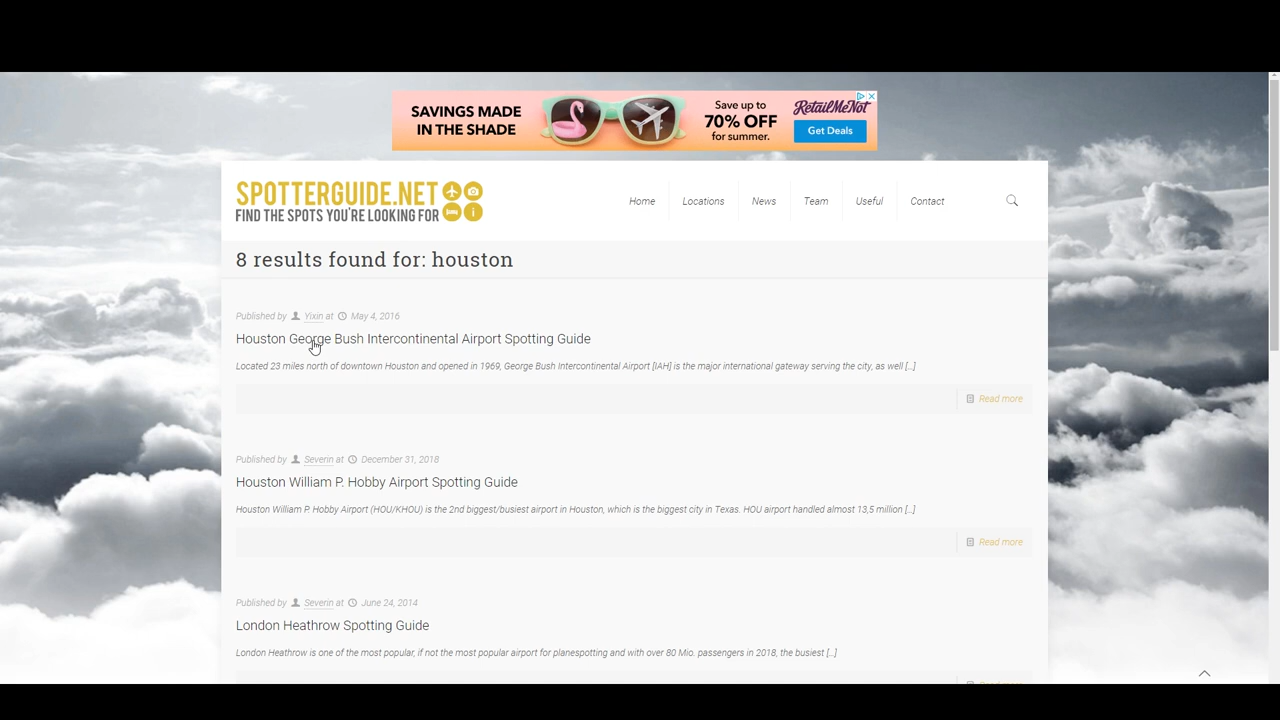 SAVINGS MADE
IN THE SHADE
Save up to
70% OFF
for summer.
RetailMeNot
Get Deals
SPOTTERGUIDE.NET
FIND THE SPOTS YOU'RE LOOKING FOR
Home Locations News Team Useful Contact
8 results found for: houston
Published by Yixin at May 4, 2016
Houston George Bush Intercontinental Airport Spotting Guide
Located 23 miles north of downtown Houston and opened in 1969, George Bush Intercontinental Airport [IAH] is the major international gateway serving the city, as well [...]
Read more
Published by Severin at December 31, 2018
Houston William P. Hobby Airport Spotting Guide
Houston William P. Hobby Airport (HOU/KHOU) is the 2nd biggest/busiest airport in Houston, which is the biggest city in Texas. HOU airport handled almost 13,5 million [...]
Read more
Published by Severin at June 24, 2014
London Heathrow Spotting Guide
London Heathrow is one of the most popular, if not the most popular airport for planespotting and with over 80 Mio. passengers in 2018, the busiest [...]